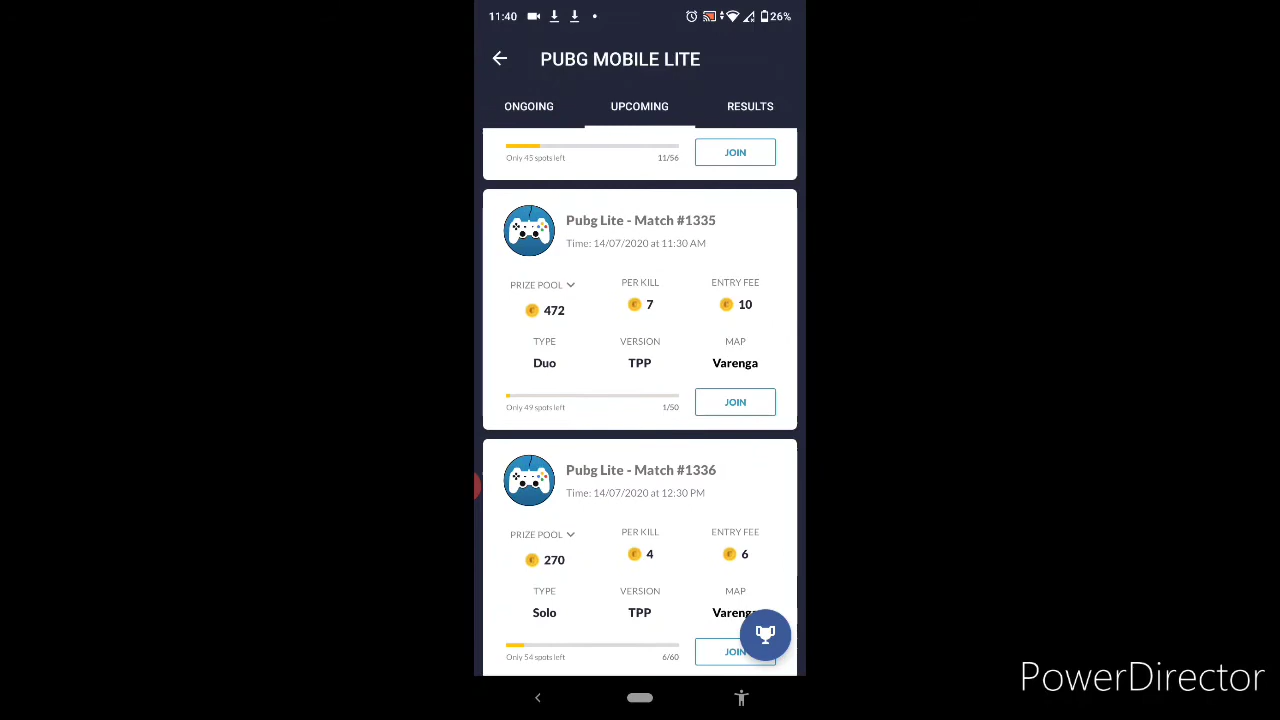 11:40
26%
PUBG MOBILE LITE
ONGOING UPCOMING RESULTS
Only 45 spots left 11/56 JOIN
Pubg Lite - Match #1335
Time: 14/07/2020 at 11:30 AM
PRIZE POOL PER KILL ENTRY FEE
472 7 10
TYPE VERSION MAP
Duo TPP Varenga
Only 49 spots left 1/50 JOIN
Pubg Lite - Match #1336
Time: 14/07/2020 at 12:30 PM
PRIZE POOL PER KILL ENTRY FEE
270 4 6
TYPE VERSION MAP
Solo TPP Varenga
Only 54 spots left 6/60 JOIN
PowerDirector